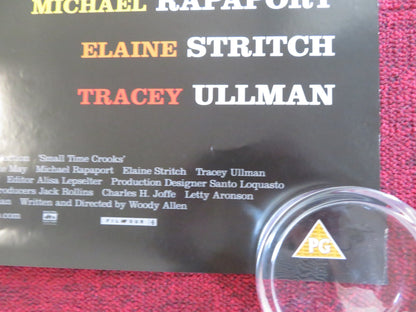 MICHAEL RAPAPORT
ELAINE STRITCH
TRACEY ULLMAN
'Small Time Crooks'
May Michael Rapaport Elaine Stritch Tracey Ullman
Editor Alisa Lepselter Production Designer Santo Loquasto
Producers Jack Rollins Charles H. Joffe Letty Aronson
Written and Directed by Woody Allen
PG